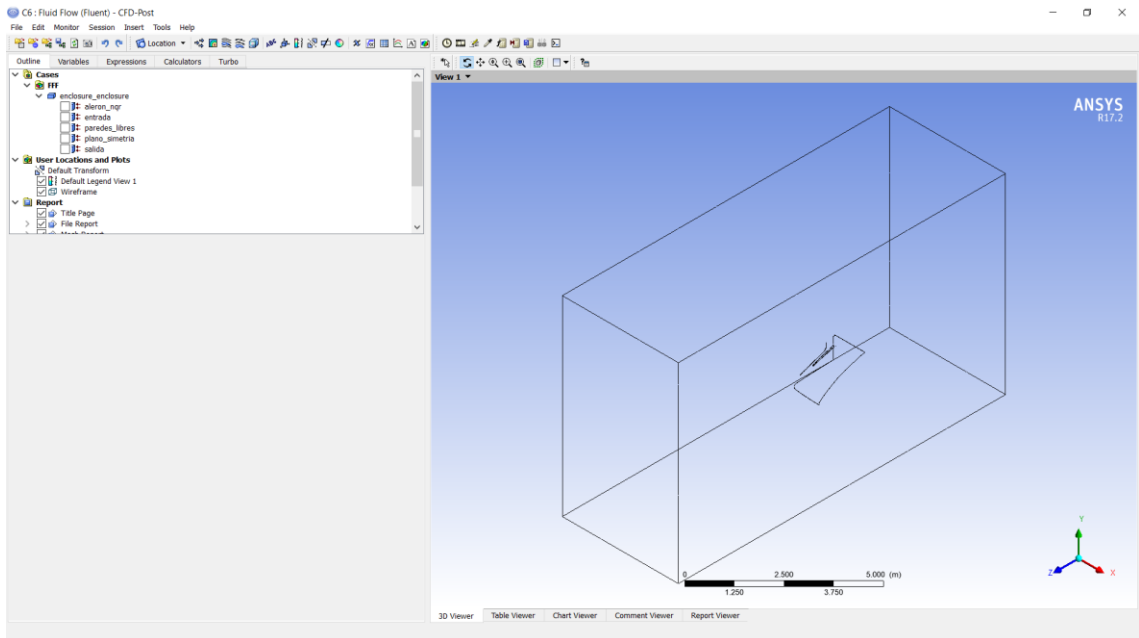 C6 : Fluid Flow (Fluent) - CFD-Post
File Edit Monitor Session Insert Tools Help
Location
Outline Variables Expressions Calculators Turbo
Cases
FFF
enclosure_enclosure
aleron_nqr
entrada
paredes_libres
plano_simetria
salida
User Locations and Plots
Default Transform
Default Legend View 1
Wireframe
Report
Title Page
File Report
View 1
ANSYS
R17.2
Y
Z X
0 2.500 5.000 (m)
1.250 3.750
3D Viewer Table Viewer Chart Viewer Comment Viewer Report Viewer